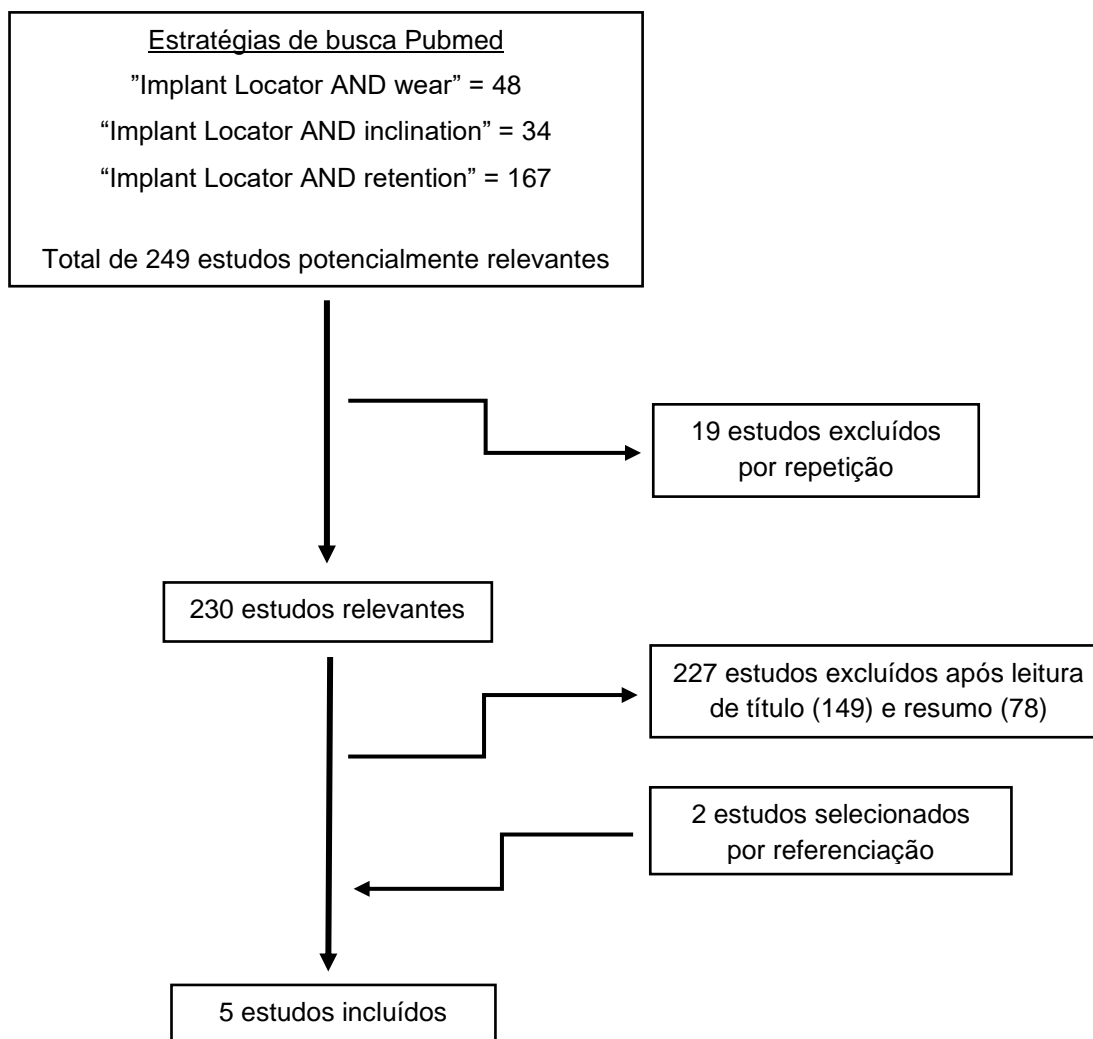 Estratégias de busca Pubmed
”Implant Locator AND wear” = 48
“Implant Locator AND inclination” = 34
“Implant Locator AND retention” = 167
Total de 249 estudos potencialmente relevantes
19 estudos excluídos
por repetição
230 estudos relevantes
227 estudos excluídos após leitura
de título (149) e resumo (78)
2 estudos selecionados
por referenciação
5 estudos incluídos